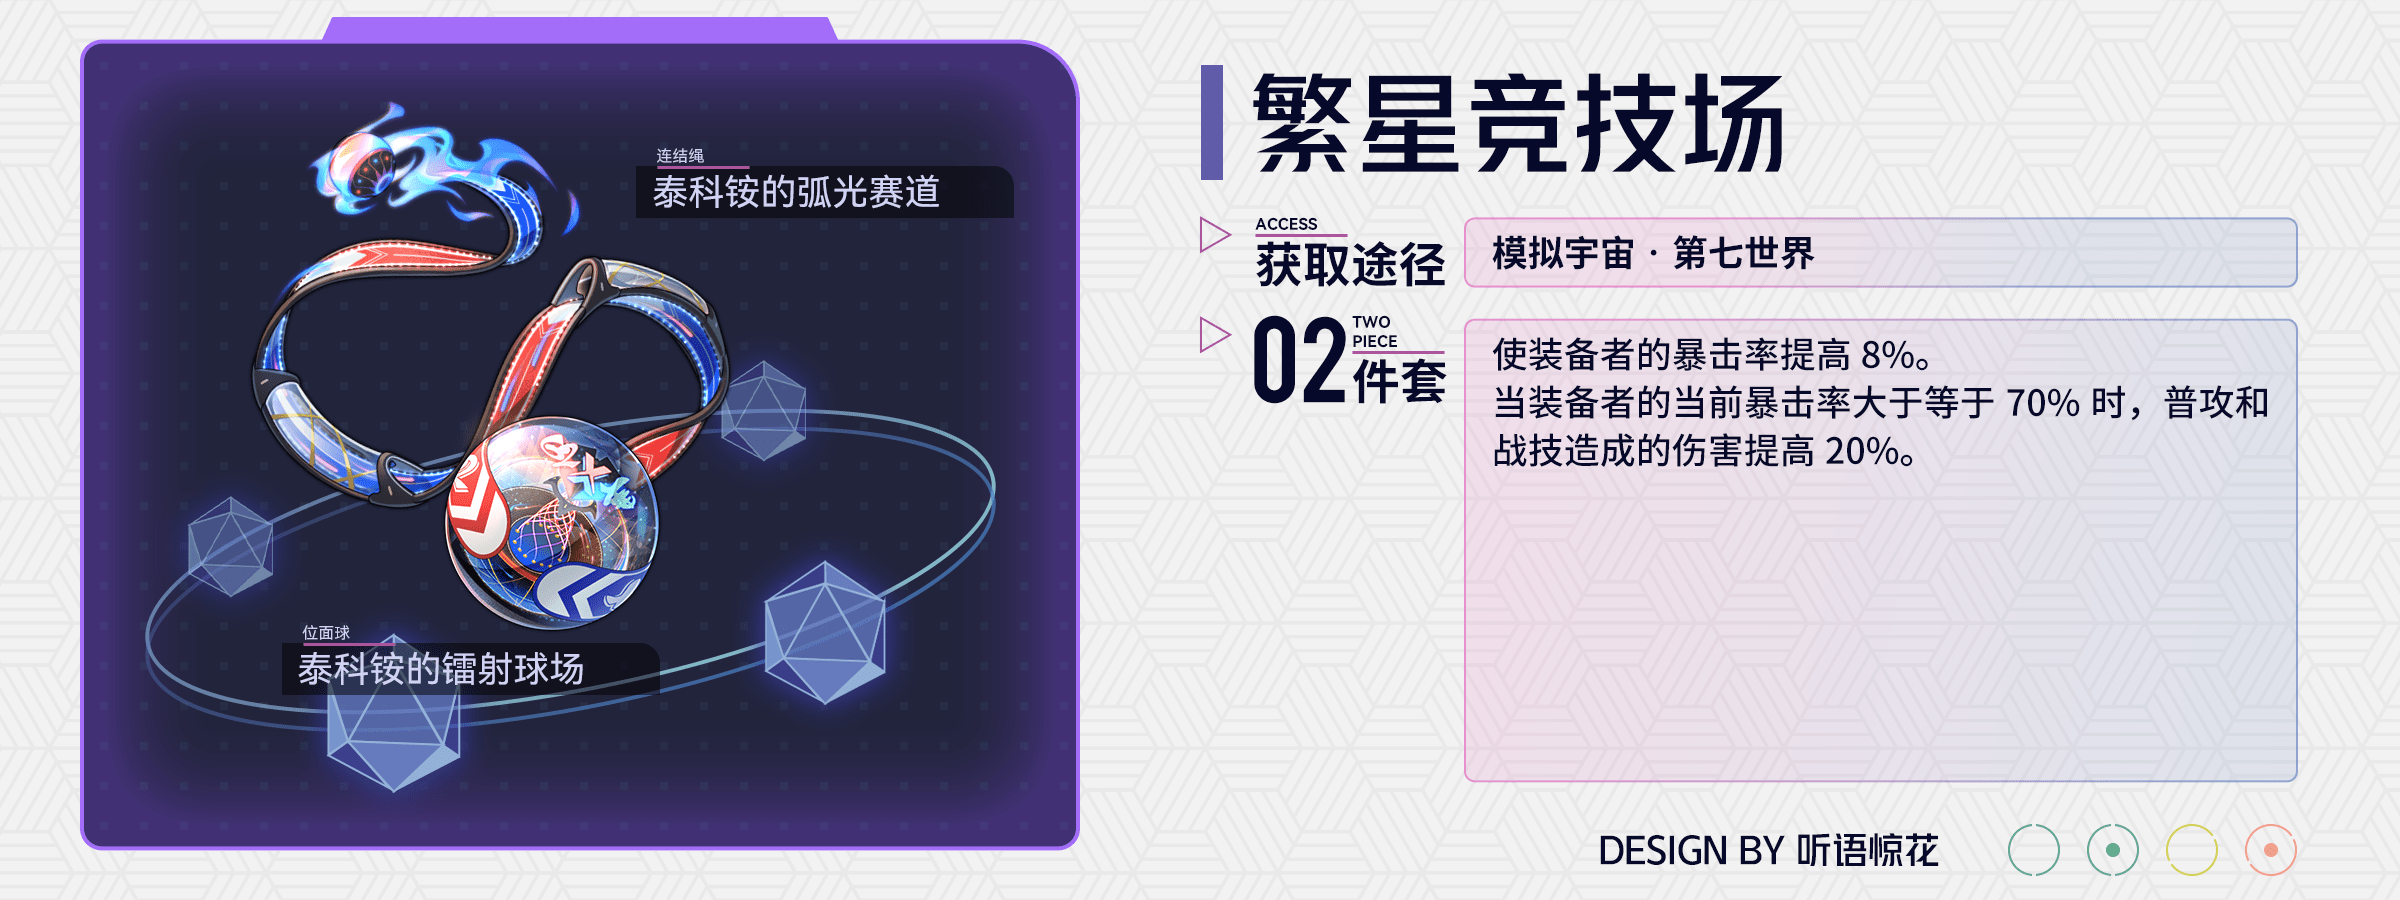 连结绳
泰科铵的弧光赛道
位面球
泰科铵的镭射球场
繁星竞技场
ACCESS
获取途径
模拟宇宙 · 第七世界
02
TWO
PIECE
件套
使装备者的暴击率提高 8%。
当装备者的当前暴击率大于等于 70% 时，普攻和
战技造成的伤害提高 20%。
DESIGN BY 听语惊花